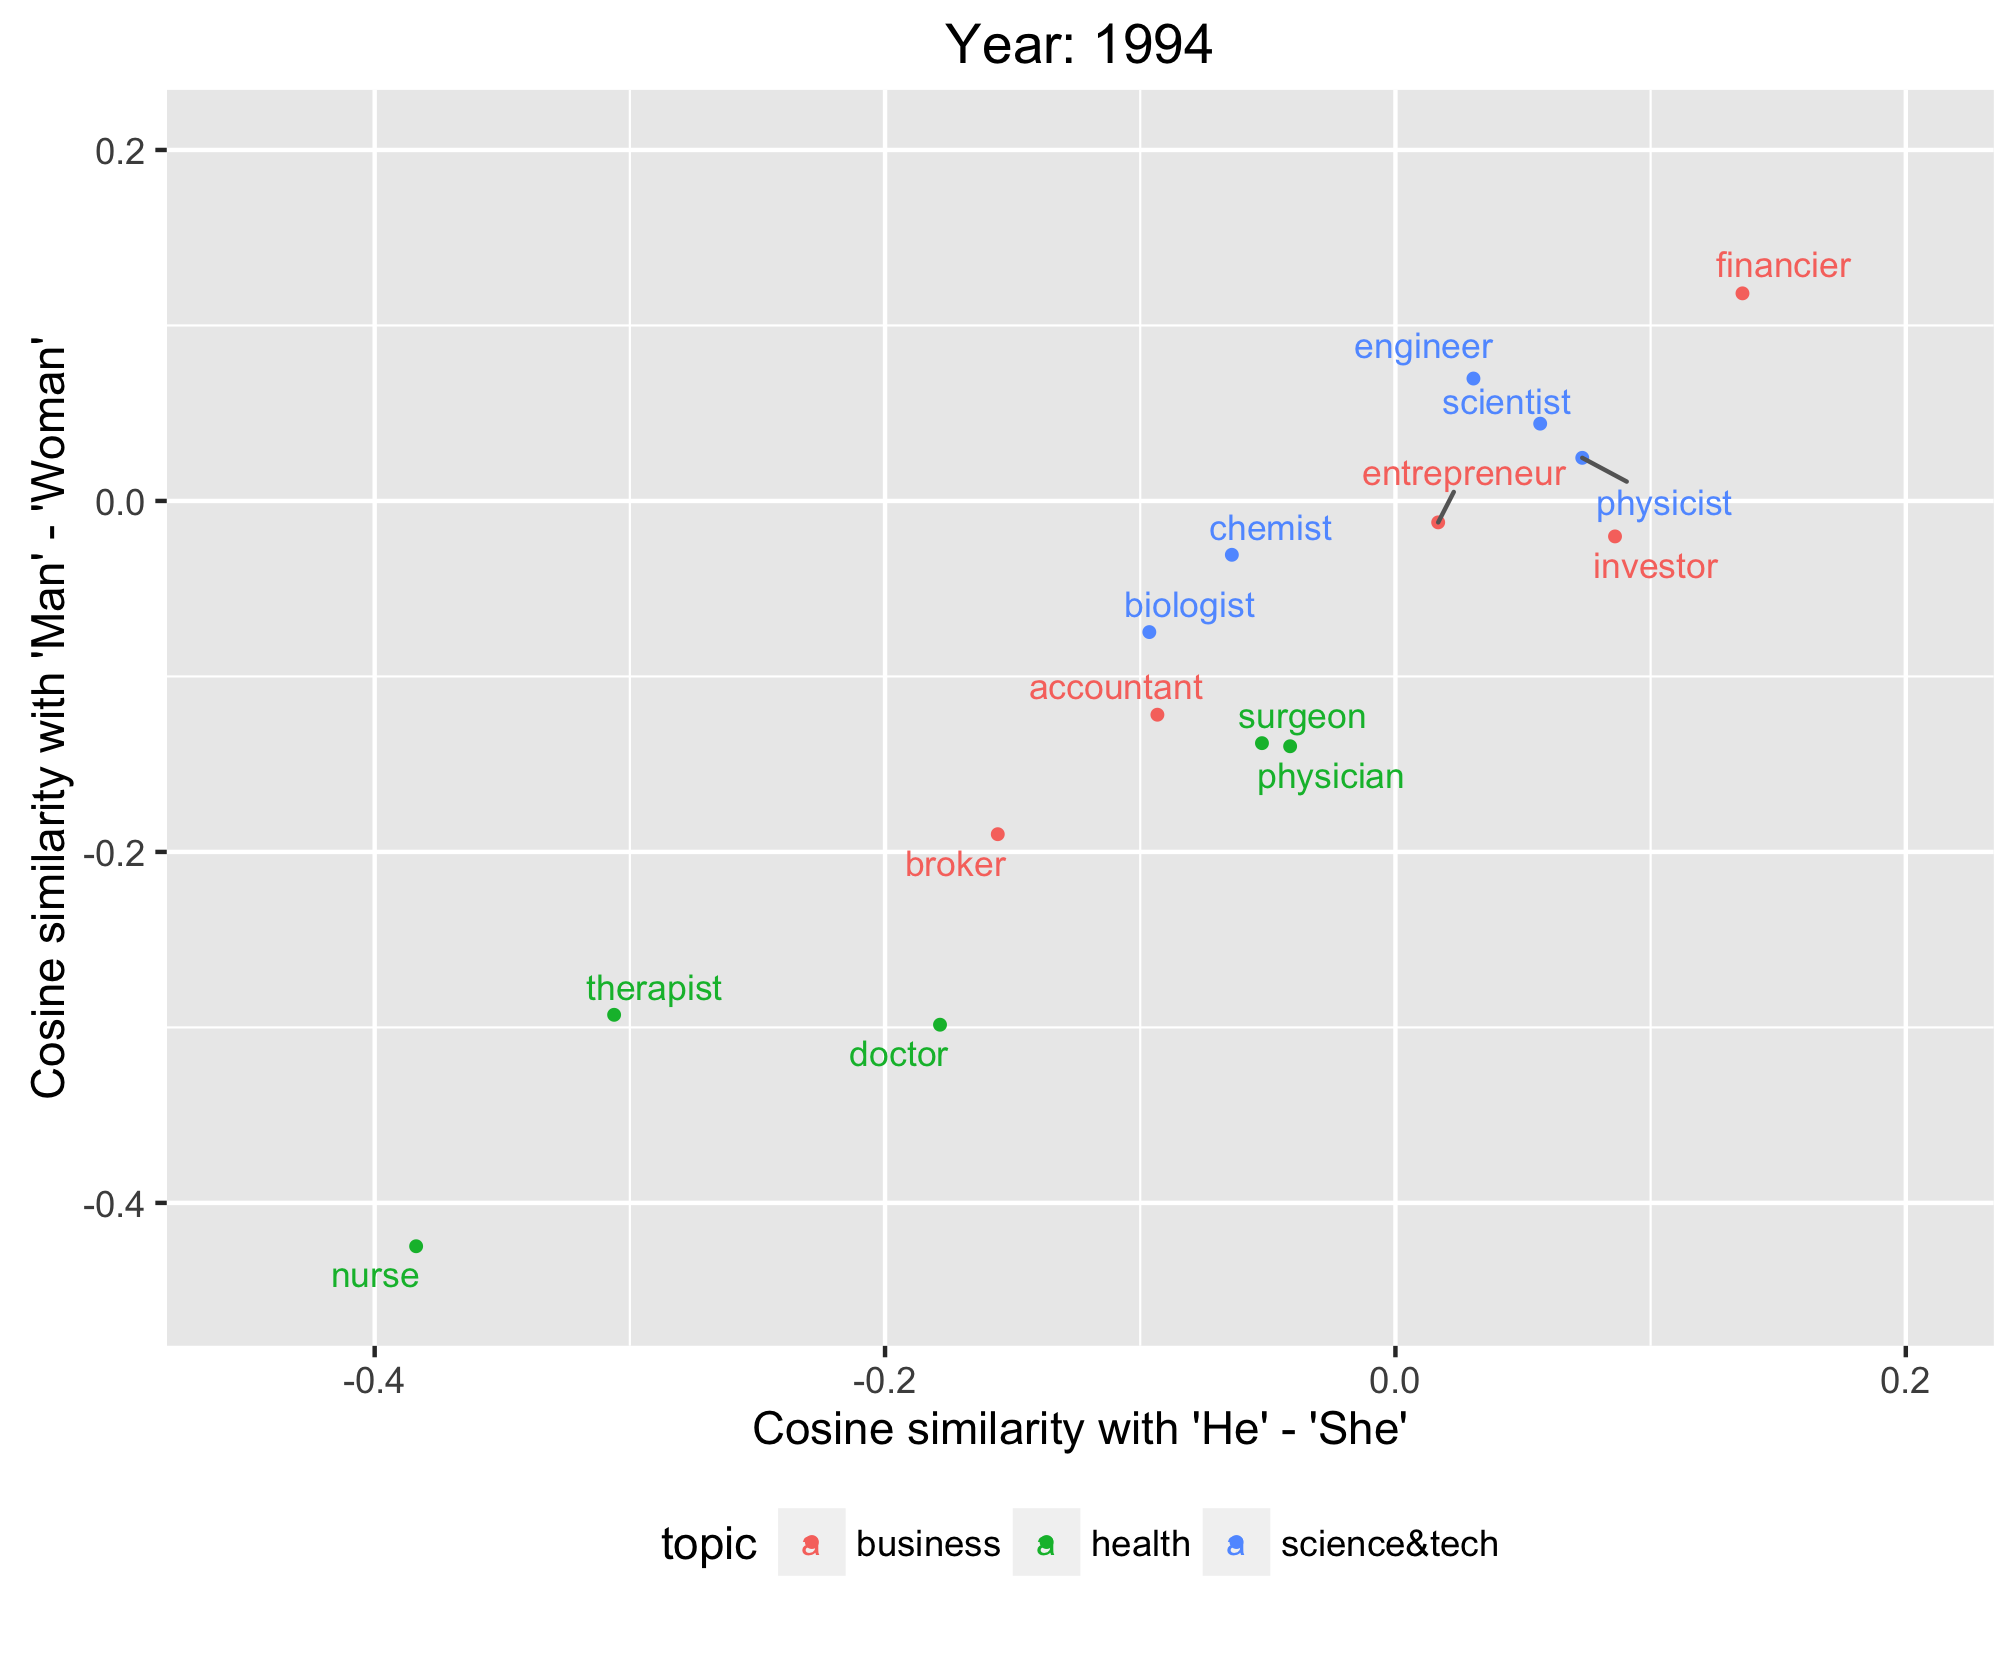 Year: 1994
0.2
0.0
-0.2
-0.4
Cosine similarity with 'Man' - 'Woman'
financier
engineer
scientist
entrepreneur
physicist
chemist
investor
biologist
accountant
surgeon
physician
broker
therapist
doctor
nurse
-0.4 -0.2 0.0 0.2
Cosine similarity with 'He' - 'She'
topic a business a health a science&tech